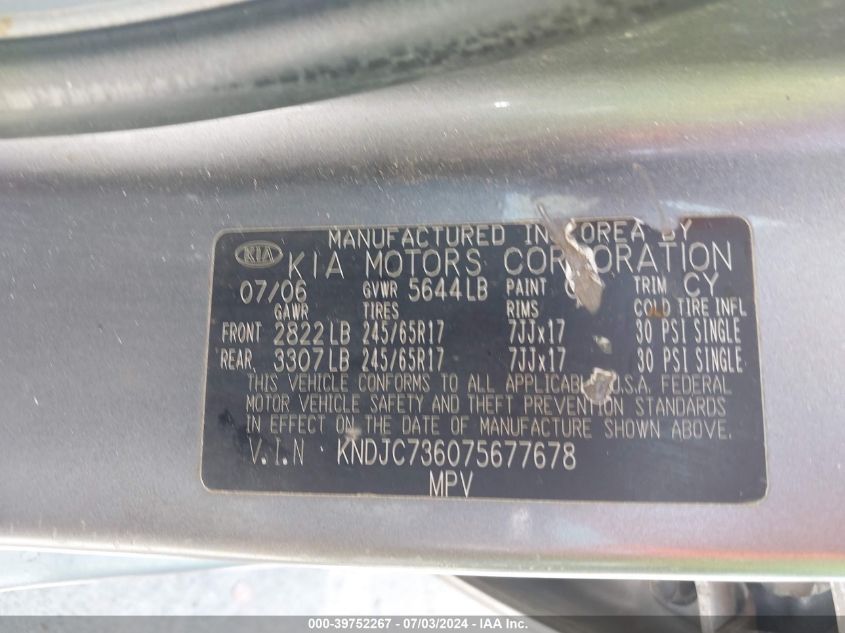 MANUFACTURED IN KOREA BY
KIA KIA MOTORS CORPORATION
07/06 GVWR 5644LB PAINT TRIM CY
GAWR TIRES RIMS COLD TIRE INFL
FRONT 2822LB 245/65R17 7JJx17 30 PSI SINGLE
REAR. 3307LB 245/65R17 7JJx17 30 PSI SINGLE
THIS VEHICLE CONFORMS TO ALL APPLICABLE U.S.A. FEDERAL
MOTOR VEHICLE SAFETY AND THEFT PREVENTION STANDARDS
IN EFFECT ON THE DATE OF MANUFACTURE SHOWN ABOVE.
V.I.N KNDJC736075677678
MPV
000-39752267 - 07/03/2024 - IAAI.COM